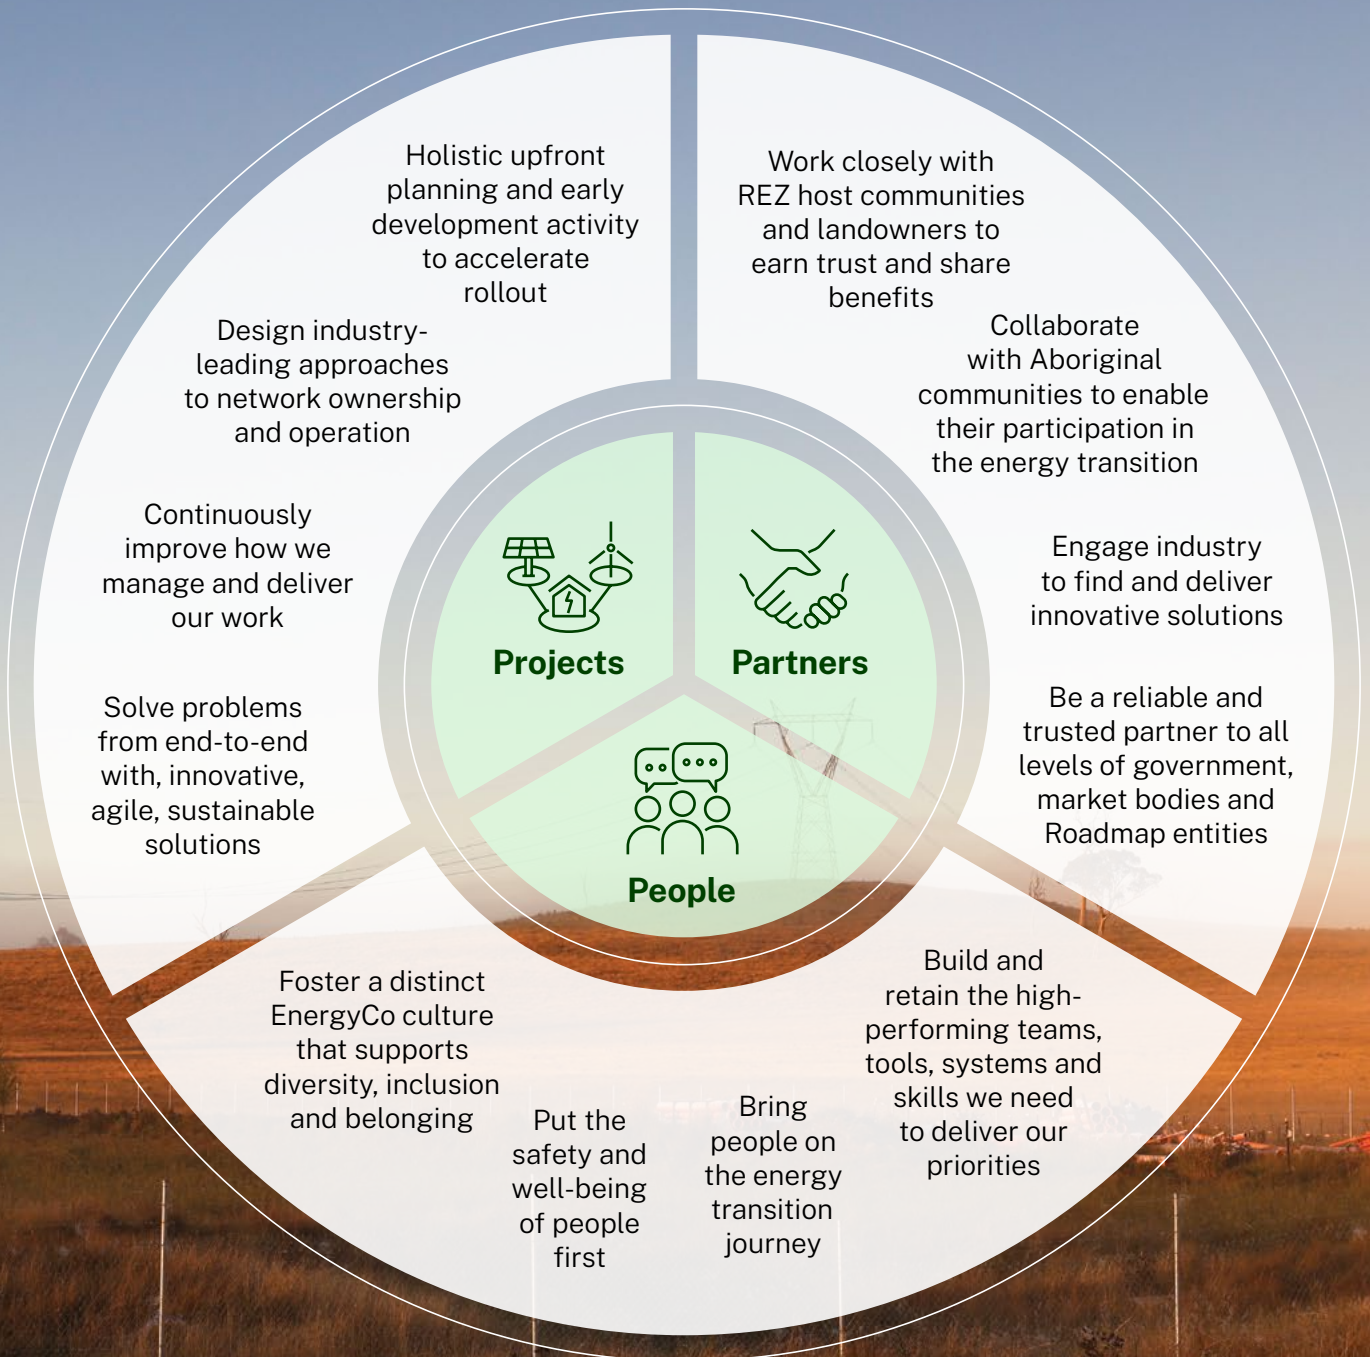 Holistic upfront
planning and early
development activity
to accelerate
rollout
Design industry-
leading approaches
to network ownership
and operation
Continuously
improve how we
manage and deliver
our work
Solve problems
from end-to-end
with, innovative,
agile, sustainable
solutions
Projects
Work closely with
REZ host communities
and landowners to
earn trust and share
benefits
Collaborate
with Aboriginal
communities to enable
their participation in
the energy transition
Engage industry
to find and deliver
innovative solutions
Be a reliable and
trusted partner to all
levels of government,
market bodies and
Roadmap entities
Partners
People
Foster a distinct
EnergyCo culture
that supports
diversity, inclusion
and belonging
Put the
safety and
well-being
of people
first
Bring
people on
the energy
transition
journey
Build and
retain the high-
performing teams,
tools, systems and
skills we need
to deliver our
priorities